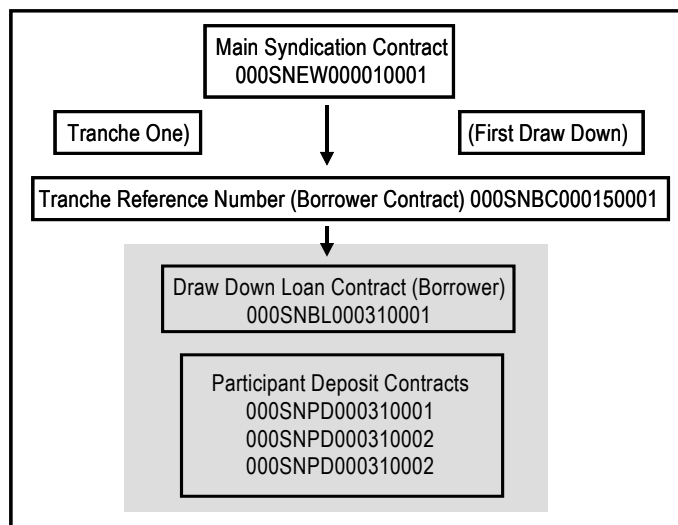 Main Syndication Contract
000SNEW000010001
Tranche One)
(First Draw Down)
Tranche Reference Number (Borrower Contract) 000SNBC000150001
Draw Down Loan Contract (Borrower)
000SNBL000310001
Participant Deposit Contracts
000SNPD000310001
000SNPD000310002
000SNPD000310002